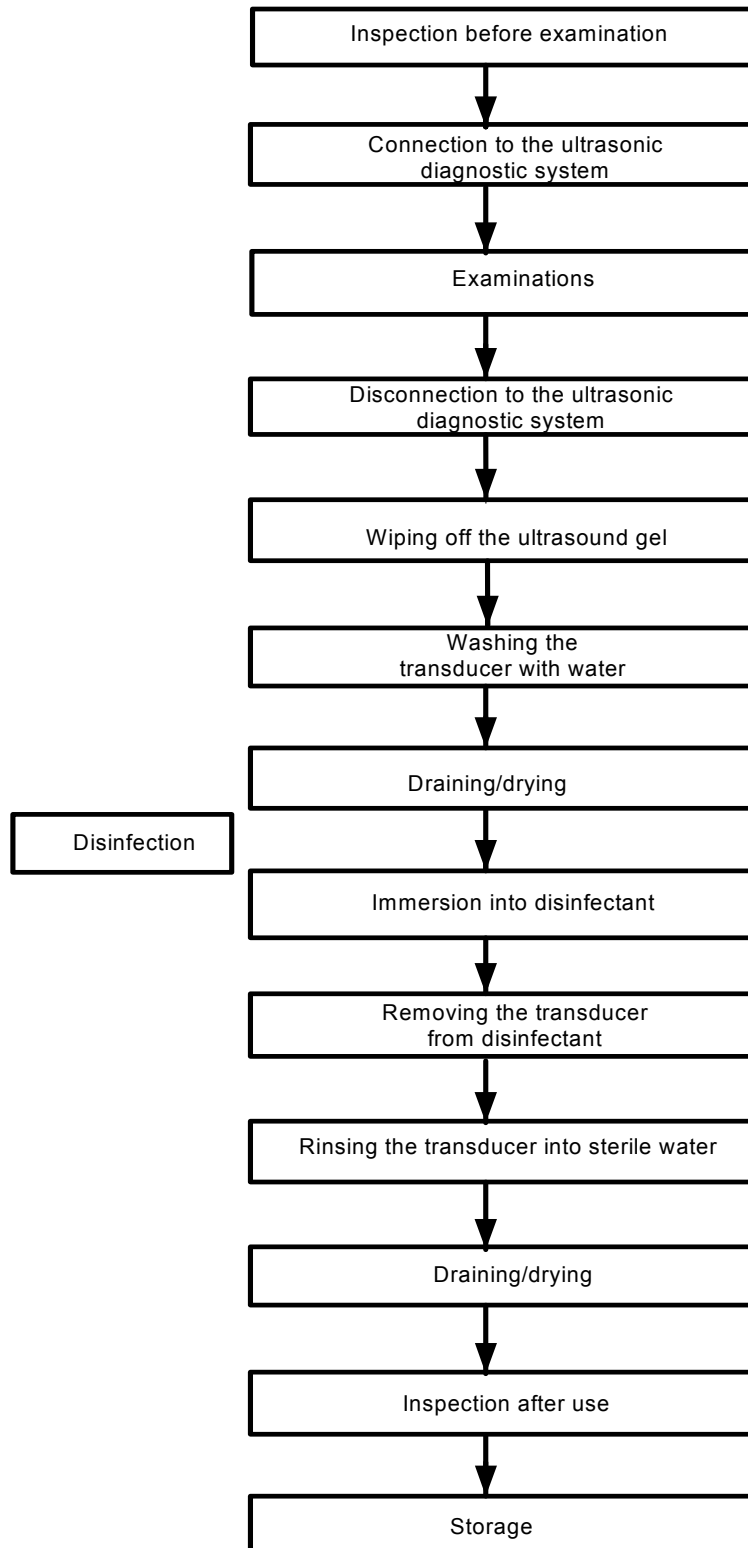 Inspection before examination
Connection to the ultrasonic
diagnostic system
Examinations
Disconnection to the ultrasonic
diagnostic system
Wiping off the ultrasound gel
Washing the
transducer with water
Draining/drying
Disinfection
Immersion into disinfectant
Removing the transducer
from disinfectant
Rinsing the transducer into sterile water
Draining/drying
Inspection after use
Storage